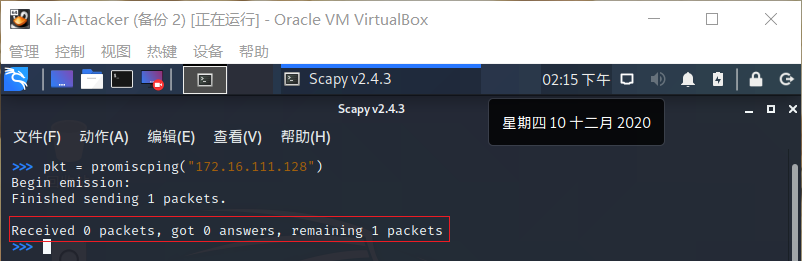 Kali-Attacker (备份 2) [正在运行] - Oracle VM VirtualBox
管理 控制 视图 热键 设备 帮助
Scapy v2.4.3 02:15 下午
Scapy v2.4.3
星期四 10 十二月 2020
文件(F) 动作(A) 编辑(E) 查看(V) 帮助(H)
>>> pkt = promiscping("172.16.111.128")
Begin emission:
Finished sending 1 packets.
Received 0 packets, got 0 answers, remaining 1 packets
>>>